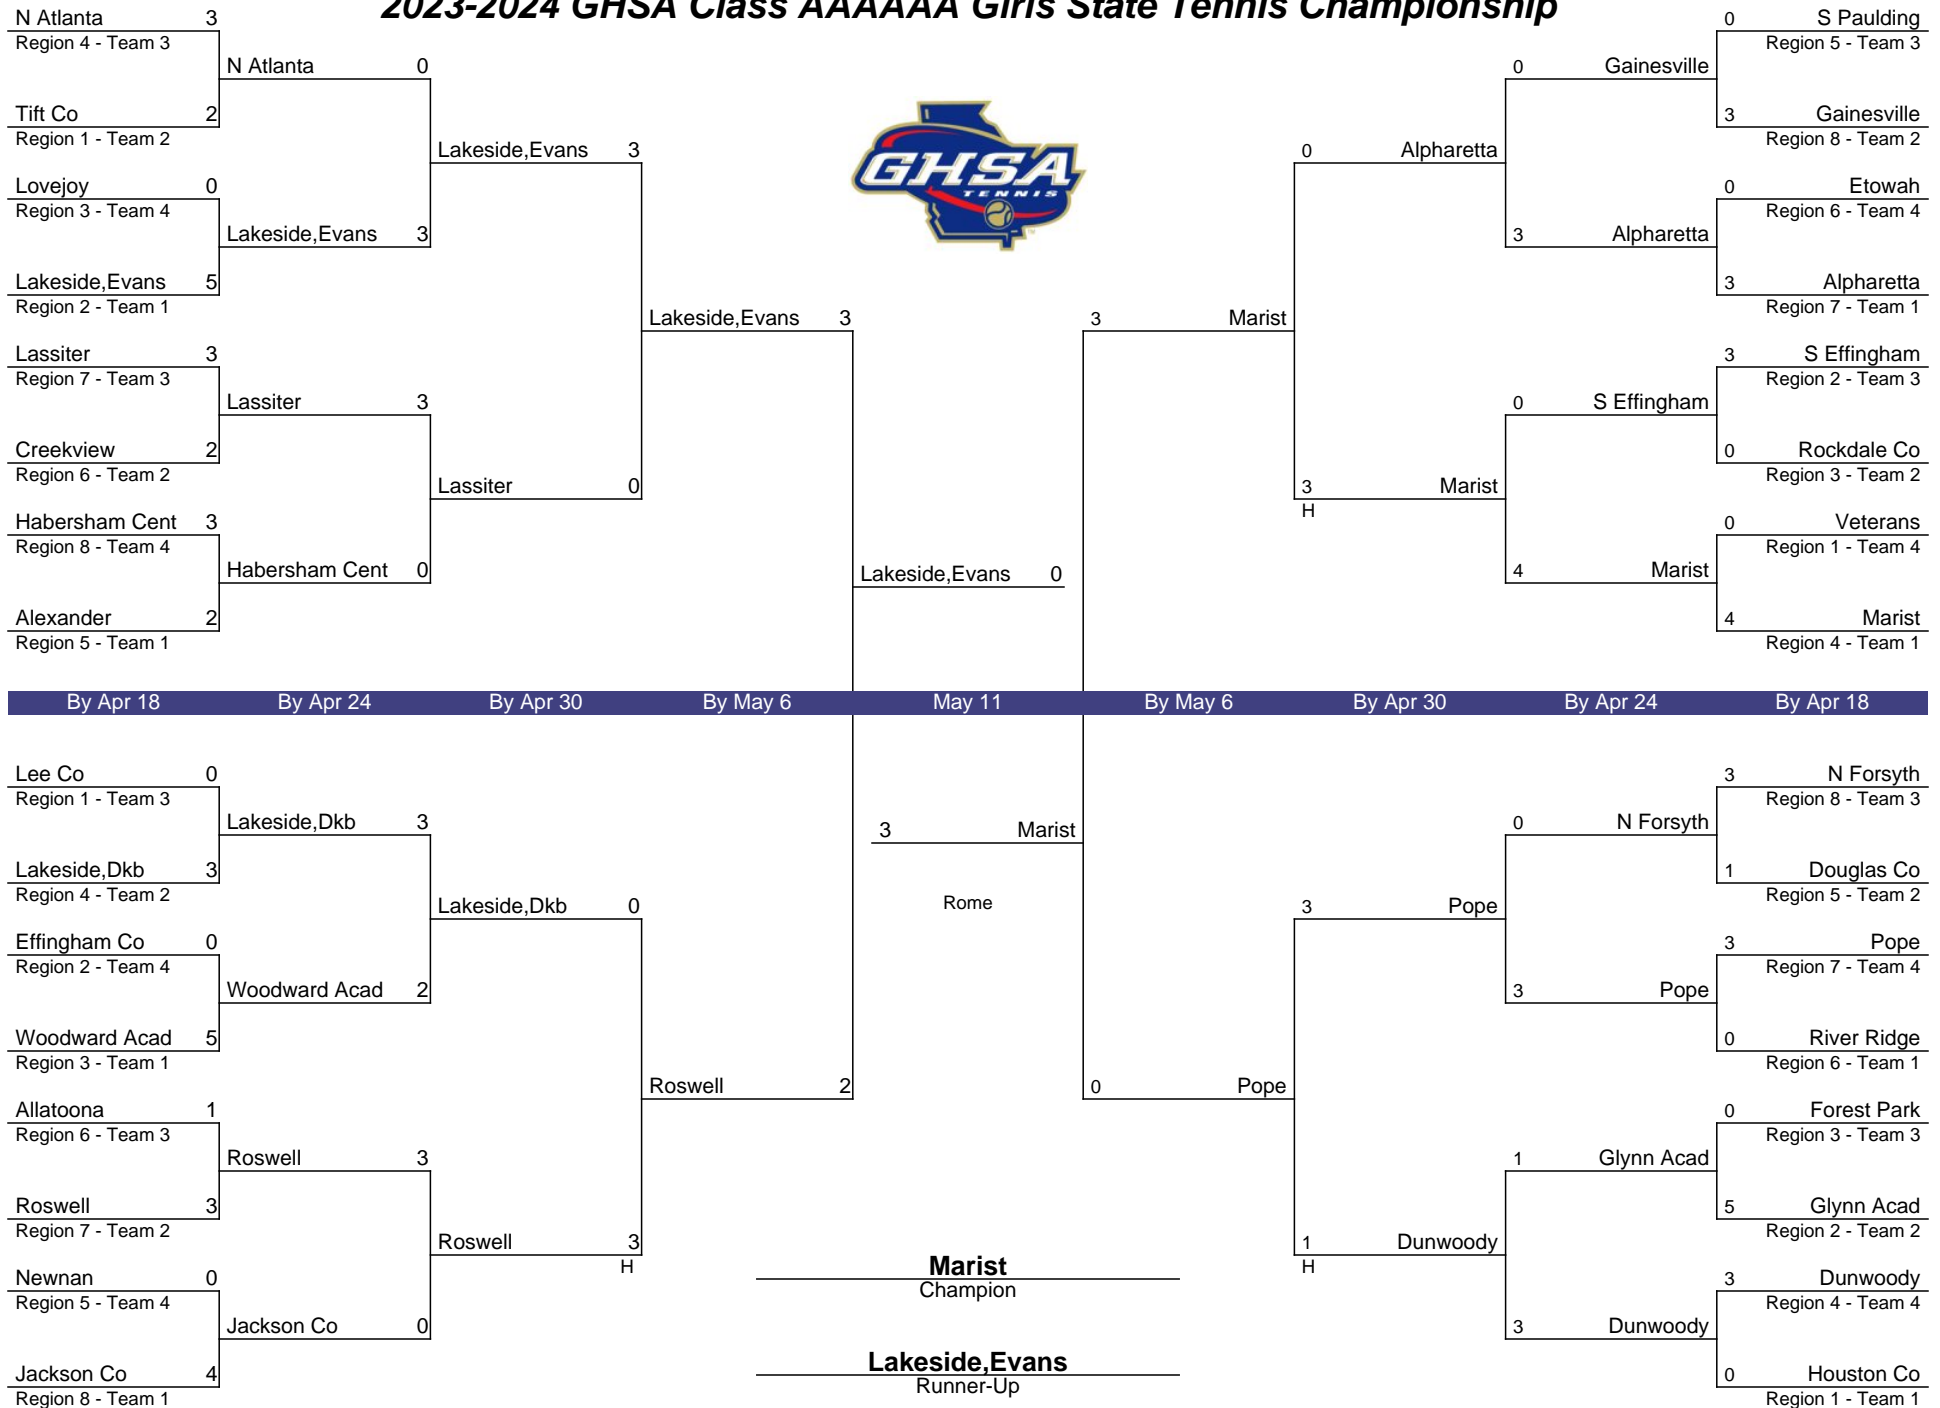 2023-2024 GHSA Class AAAAAA Girls State Tennis Championship
N Atlanta 3
Region 4 - Team 3
Tift Co 2
Region 1 - Team 2
Lovejoy 0
Region 3 - Team 4
Lakeside,Evans 5
Region 2 - Team 1
Lassiter 3
Region 7 - Team 3
Creekview 2
Region 6 - Team 2
Habersham Cent 3
Region 8 - Team 4
Alexander 2
Region 5 - Team 1
N Atlanta 0
Lakeside,Evans 3
Lassiter 3
Habersham Cent 0
Lakeside,Evans 3
Lassiter 0
Lakeside,Evans 3
Lakeside,Evans 0
GHSA
TENNIS
3 Marist
0 Alpharetta
3 Marist
H
0 Gainesville
3 Alpharetta
0 S Effingham
4 Marist
0 S Paulding
Region 5 - Team 3
3 Gainesville
Region 8 - Team 2
0 Etowah
Region 6 - Team 4
3 Alpharetta
Region 7 - Team 1
3 S Effingham
Region 2 - Team 3
0 Rockdale Co
Region 3 - Team 2
0 Veterans
Region 1 - Team 4
4 Marist
Region 4 - Team 1
By Apr 18 By Apr 24 By Apr 30 By May 6 May 11 By May 6 By Apr 30 By Apr 24 By Apr 18
Lee Co 0
Region 1 - Team 3
Lakeside,Dkb 3
Region 4 - Team 2
Effingham Co 0
Region 2 - Team 4
Woodward Acad 5
Region 3 - Team 1
Allatoona 1
Region 6 - Team 3
Roswell 3
Region 7 - Team 2
Newnan 0
Region 5 - Team 4
Jackson Co 4
Region 8 - Team 1
Lakeside,Dkb 3
Woodward Acad 2
Roswell 3
Jackson Co 0
Lakeside,Dkb 0
Roswell 3
H
Roswell 2
3 Marist
Rome
Marist
Champion
Lakeside,Evans
Runner-Up
0 Pope
3 Pope
1 Dunwoody
H
0 N Forsyth
3 Pope
1 Glynn Acad
3 Dunwoody
3 N Forsyth
Region 8 - Team 3
1 Douglas Co
Region 5 - Team 2
3 Pope
Region 7 - Team 4
0 River Ridge
Region 6 - Team 1
0 Forest Park
Region 3 - Team 3
5 Glynn Acad
Region 2 - Team 2
3 Dunwoody
Region 4 - Team 4
0 Houston Co
Region 1 - Team 1